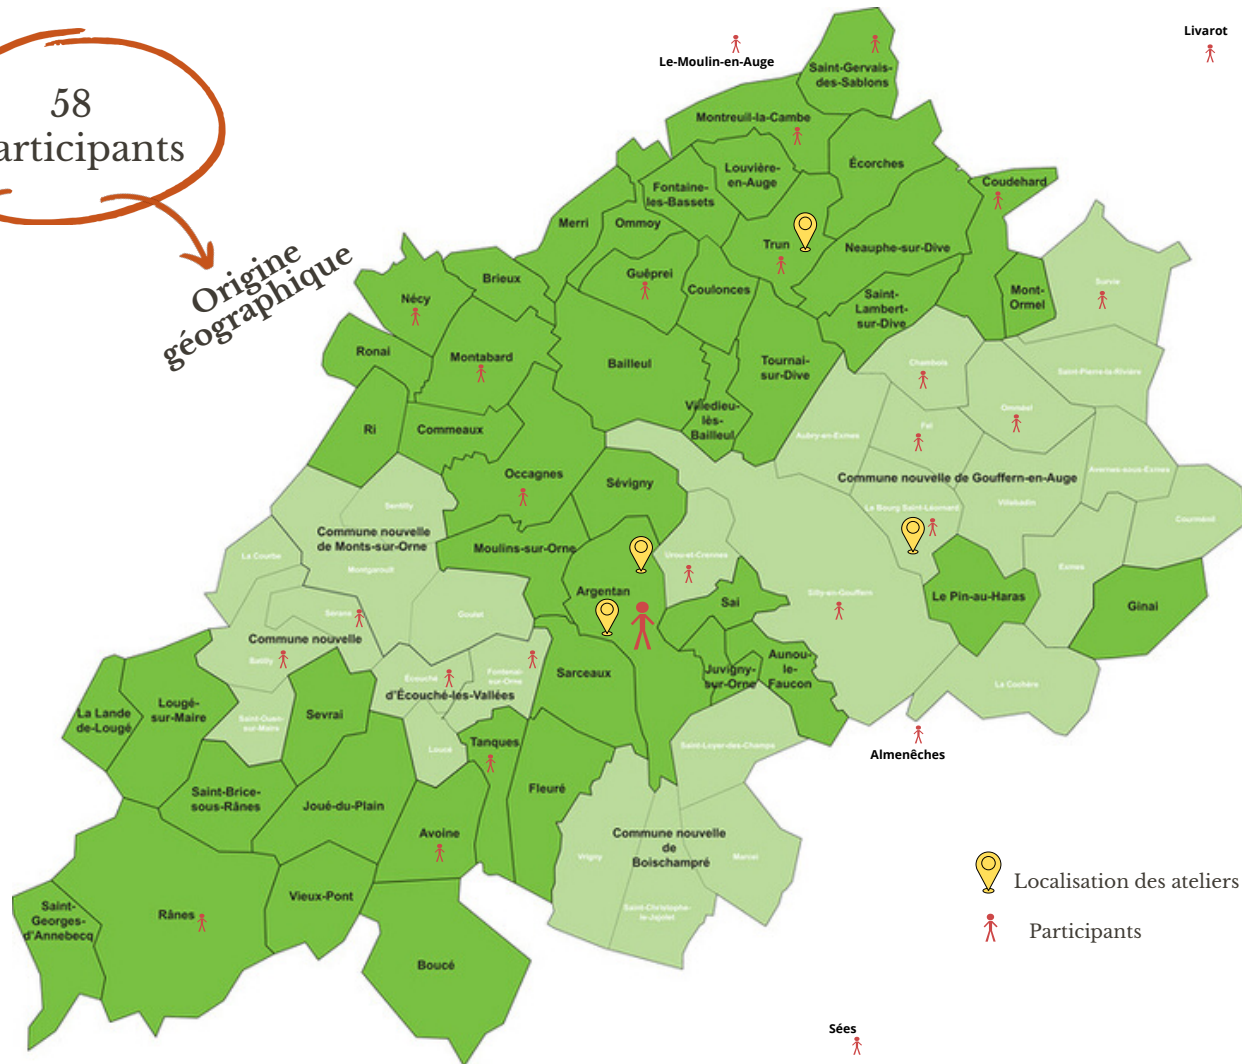 58
articipants
Origine
géographique
Le-Moulin-en-Auge
Livarot
Saint-Gervais-
des-Sablons
Montreuil-la-Cambe
Louvière-
en-Auge
Écorches
Fontaine-
les-Bassets
Coudehard
Merri
Ommoy
Trun
Neauphe-sur-Dive
Guêprei
Coulonces
Brieux
Nécy
Saint-
Lambert-
sur-Dive
Mont-
Ormel
Survie
Ronai
Montabard
Bailleul
Tournai-
sur-Dive
Chambois
Saint-Pierre-la-Rivière
Villedieu-
lès-
Bailleul
Omméel
Ri
Commeaux
Aubry-en-Exmes
Fel
Occagnes
Sévigny
Commune nouvelle de Gouffern-en-Auge
Avernes-sous-Exmes
Sentilly
Villebadin
Le Bourg Saint-Léonard
Courménil
Commune nouvelle
de Monts-sur-Orne
Moulins-sur-Orne
La Courbe
Montgaroult
Urou-et-Crennes
Exmes
Argentan
Sai
Silly-en-Gouffern
Le Pin-au-Haras
Ginai
Sérans
Goulet
Commune nouvelle
Batilly
Écouché
Fontenai-
sur-Orne
d'Écouché-les-Vallées
Sarceaux
Juvigny-
sur-Orne
Aunou-
le-
Faucon
La Cochère
La Lande
de-Lougé
Lougé-
sur-Maire
Saint-Ouen-
sur-Maire
Sevrai
Loucé
Tanques
Saint-Loyer-des-Champs
Almenêches
Saint-Brice-
sous-Rânes
Joué-du-Plain
Fleuré
Avoine
Commune nouvelle
de
Boischampré
Vrigny
Marcei
Localisation des ateliers
Vieux-Pont
Saint-
Georges-
d'Annebecq
Rânes
Saint-Christophe-
le-Jajolet
Participants
Boucé
Sées